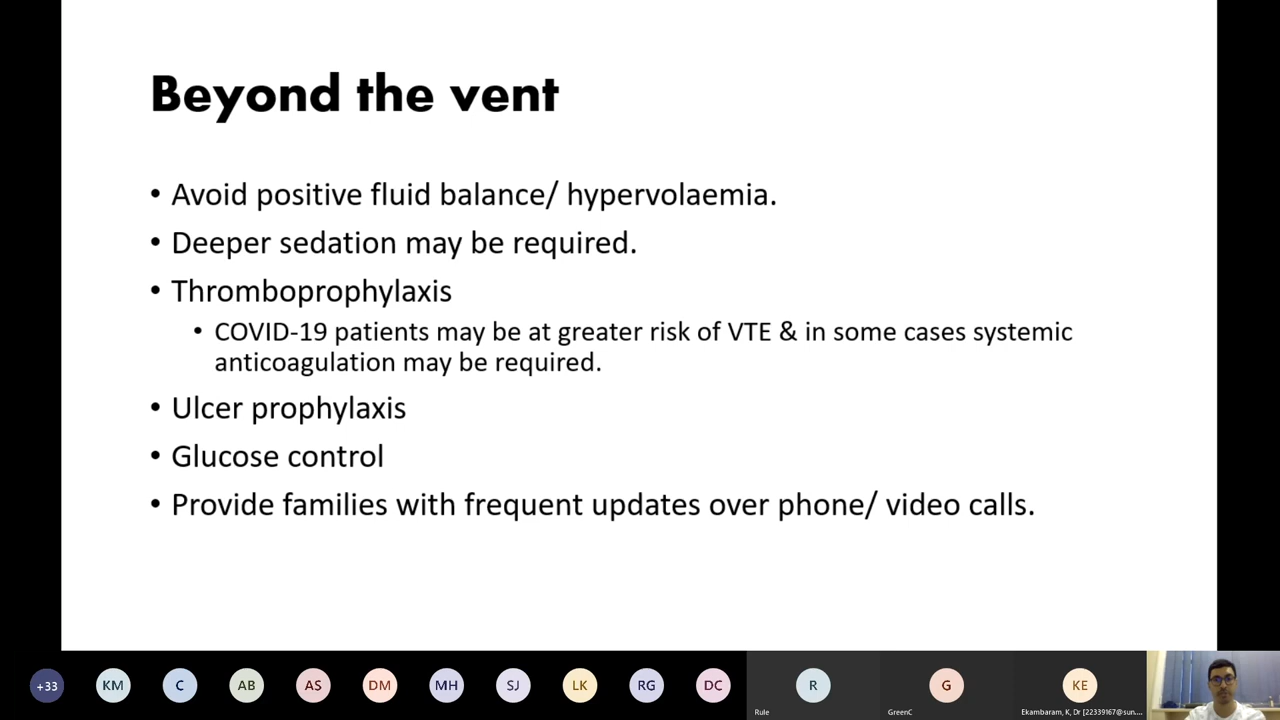 Beyond the vent
• Avoid positive fluid balance/ hypervolaemia.
• Deeper sedation may be required.
• Thromboprophylaxis
• COVID-19 patients may be at greater risk of VTE & in some cases systemic
anticoagulation may be required.
• Ulcer prophylaxis
• Glucose control
• Provide families with frequent updates over phone/ video calls.
+33 KM C AB AS DM MH SJ LK RG DC R G KE
Rule GreenC Ekambaram, K, Dr [22339167@sun....